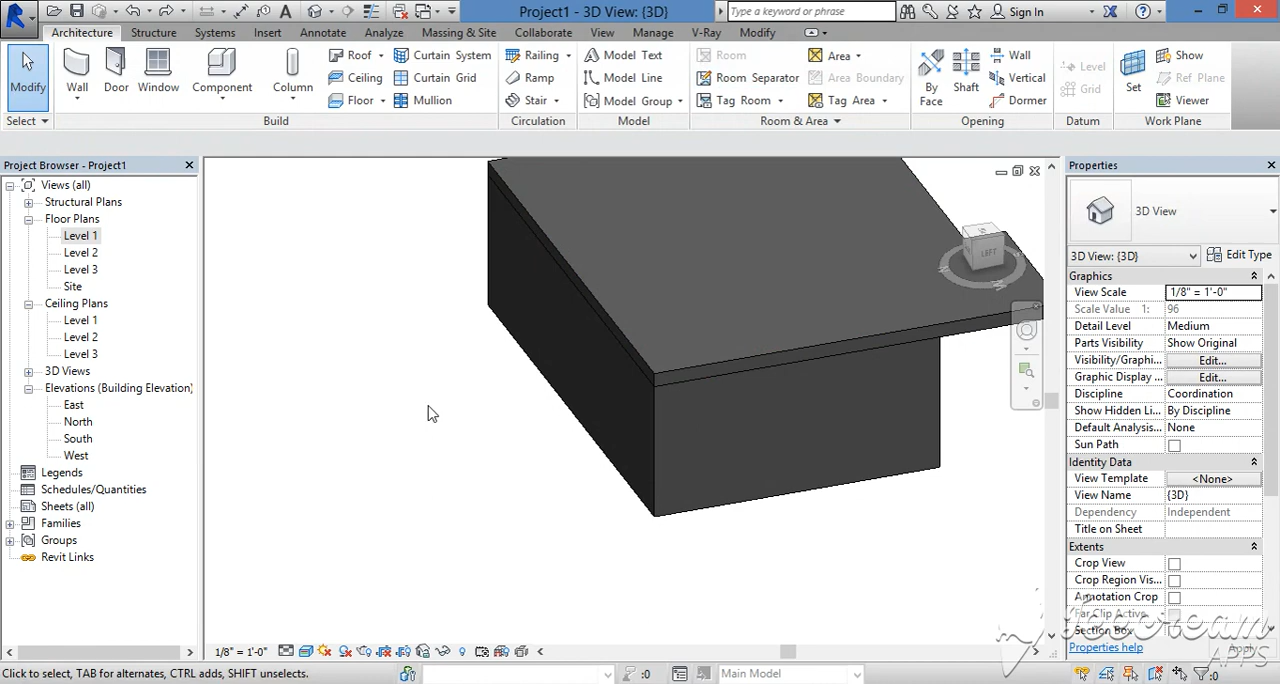 Project1 - 3D View: {3D}
Type a keyword or phrase
Sign In
Architecture Structure Systems Insert Annotate Analyze Massing & Site Collaborate View Manage V-Ray Modify
Modify
Wall
Door
Window
Component
Column
Roof
Ceiling
Floor
Curtain System
Curtain Grid
Mullion
Railing
Ramp
Stair
Model Text
Model Line
Model Group
Room
Room Separator
Tag Room
Area
Area Boundary
Tag Area
By
Face
Shaft
Wall
Vertical
Dormer
Level
Grid
Set
Show
Ref Plane
Viewer
Select
Build
Circulation
Model
Room & Area
Opening
Datum
Work Plane
Project Browser - Project1
Views (all)
Structural Plans
Floor Plans
Level 1
Level 2
Level 3
Site
Ceiling Plans
Level 1
Level 2
Level 3
3D Views
Elevations (Building Elevation)
East
North
South
West
Legends
Schedules/Quantities
Sheets (all)
Families
Groups
Revit Links
LEFT
Properties
3D View
3D View: {3D}
Edit Type
Graphics
View Scale 1/8" = 1'-0"
Scale Value 1: 96
Detail Level Medium
Parts Visibility Show Original
Visibility/Graphi... Edit...
Graphic Display ... Edit...
Discipline Coordination
Show Hidden Li... By Discipline
Default Analysis... None
Sun Path
Identity Data
View Template <None>
View Name {3D}
Dependency Independent
Title on Sheet
Extents
Crop View
Crop Region Vis...
Annotation Crop
Far Clip Active
Section Box
Properties help
Apply
Icecream
APPS
1/8" = 1'-0"
Click to select, TAB for alternates, CTRL adds, SHIFT unselects.
:0
Main Model
:0